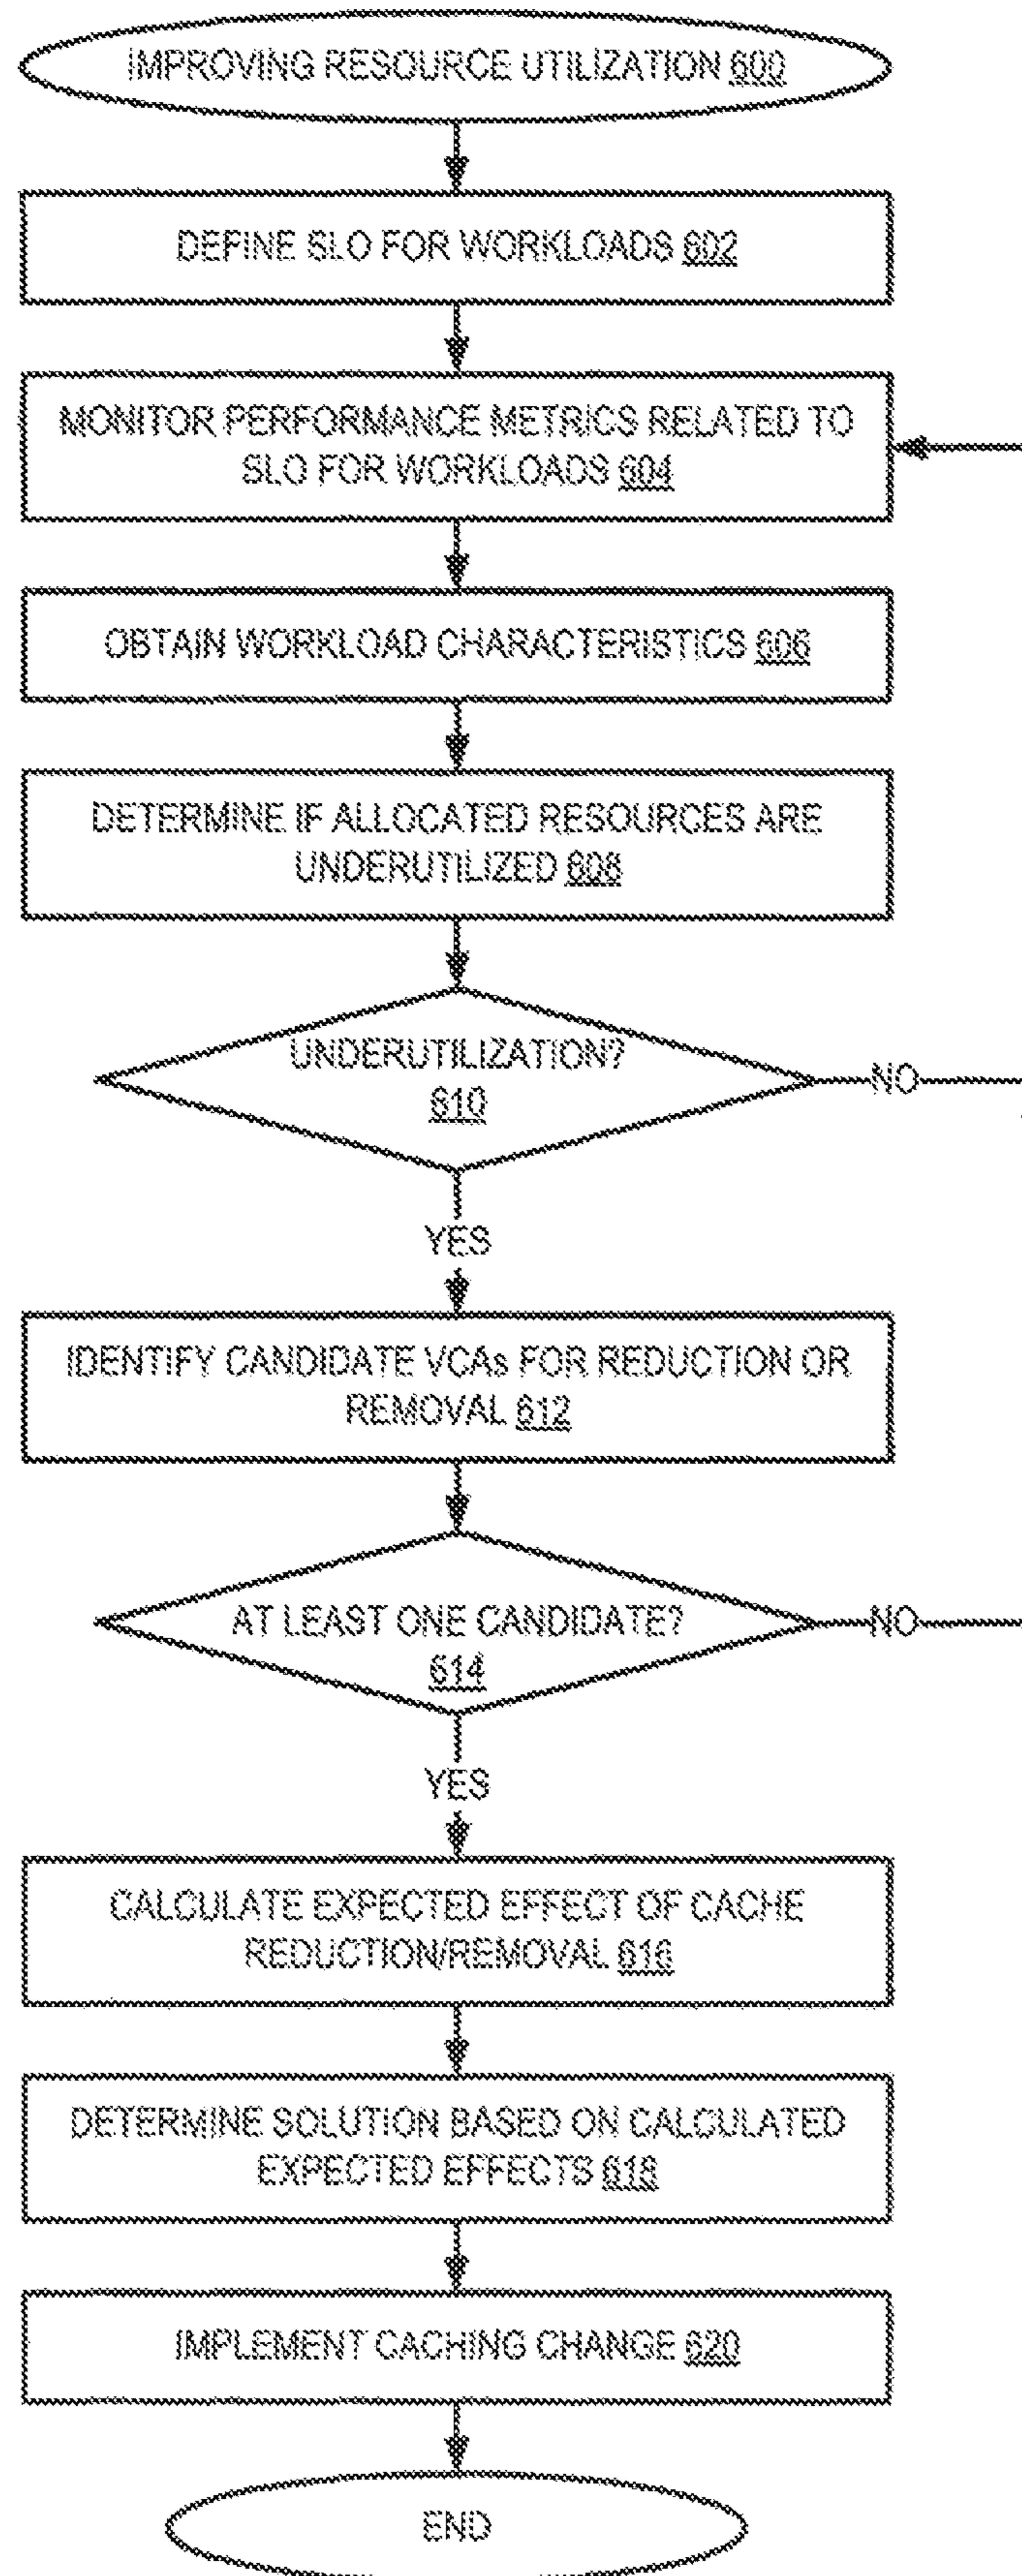 IMPROVING RESOURCE UTILIZATION 600
DEFINE SLO FOR WORKLOADS 602
MONITOR PERFORMANCE METRICS RELATED TO
SLO FOR WORKLOADS 604
OBTAIN WORKLOAD CHARACTERISTICS 606
DETERMINE IF ALLOCATED RESOURCES ARE
UNDERUTILIZED 608
UNDERUTILIZATION?
610
NO
YES
IDENTIFY CANDIDATE VCAs FOR REDUCTION OR
REMOVAL 612
AT LEAST ONE CANDIDATE?
614
NO
YES
CALCULATE EXPECTED EFFECT OF CACHE
REDUCTION/REMOVAL 616
DETERMINE SOLUTION BASED ON CALCULATED
EXPECTED EFFECTS 618
IMPLEMENT CACHING CHANGE 620
END